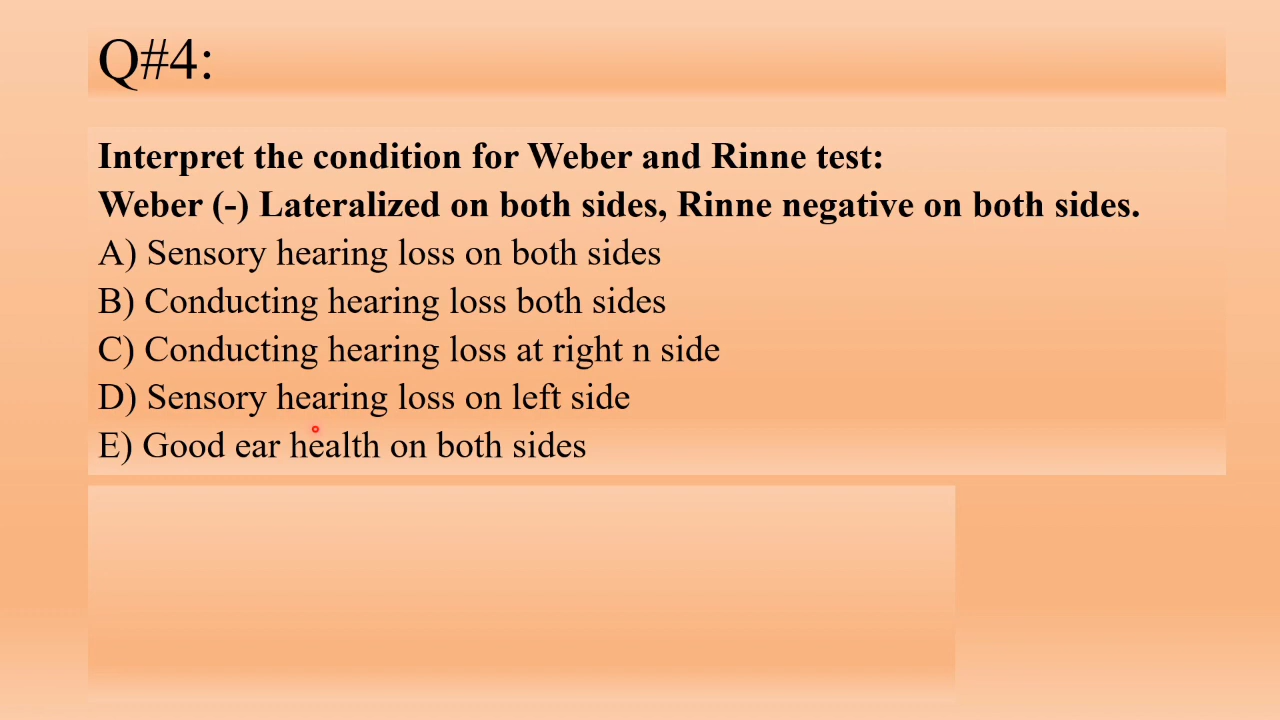 Q#4:
Interpret the condition for Weber and Rinne test:
Weber (-) Lateralized on both sides, Rinne negative on both sides.
A) Sensory hearing loss on both sides
B) Conducting hearing loss both sides
C) Conducting hearing loss at right n side
D) Sensory hearing loss on left side
E) Good ear health on both sides